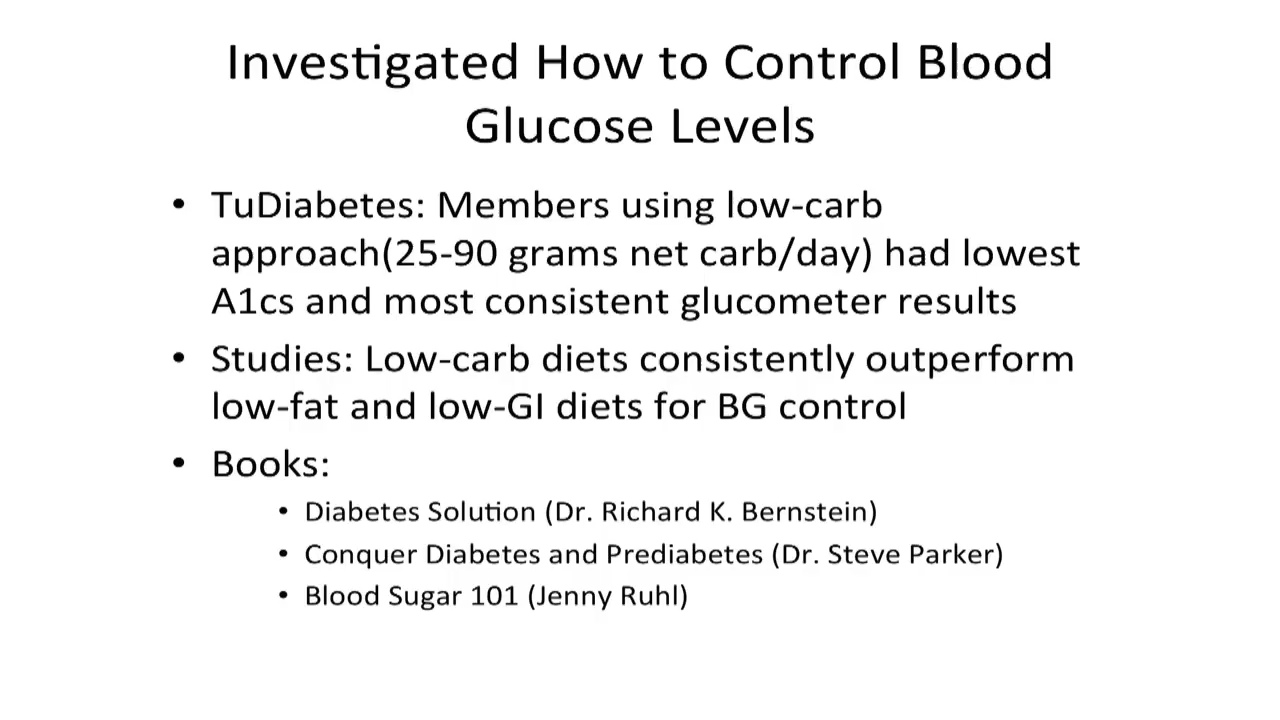 Investigated How to Control Blood
Glucose Levels
• TuDiabetes: Members using low-carb
approach(25-90 grams net carb/day) had lowest
A1cs and most consistent glucometer results
• Studies: Low-carb diets consistently outperform
low-fat and low-GI diets for BG control
• Books:
• Diabetes Solution (Dr. Richard K. Bernstein)
• Conquer Diabetes and Prediabetes (Dr. Steve Parker)
• Blood Sugar 101 (Jenny Ruhl)